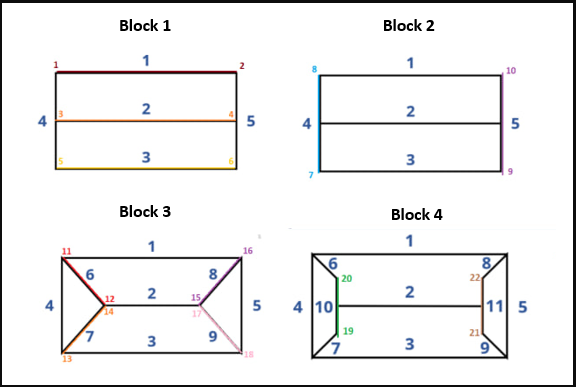 Block 1
Block 2
1
1 2
1
8 10
4 3 2 4 5
4 2 5
5 3 6
3
7 9
Block 3
Block 4
11 1 16
1
6 8
6 20 22 8
4 12 2 15 5
14 17
4 10 2 11 5
7 3 9
19 21
13 18
7 3 9